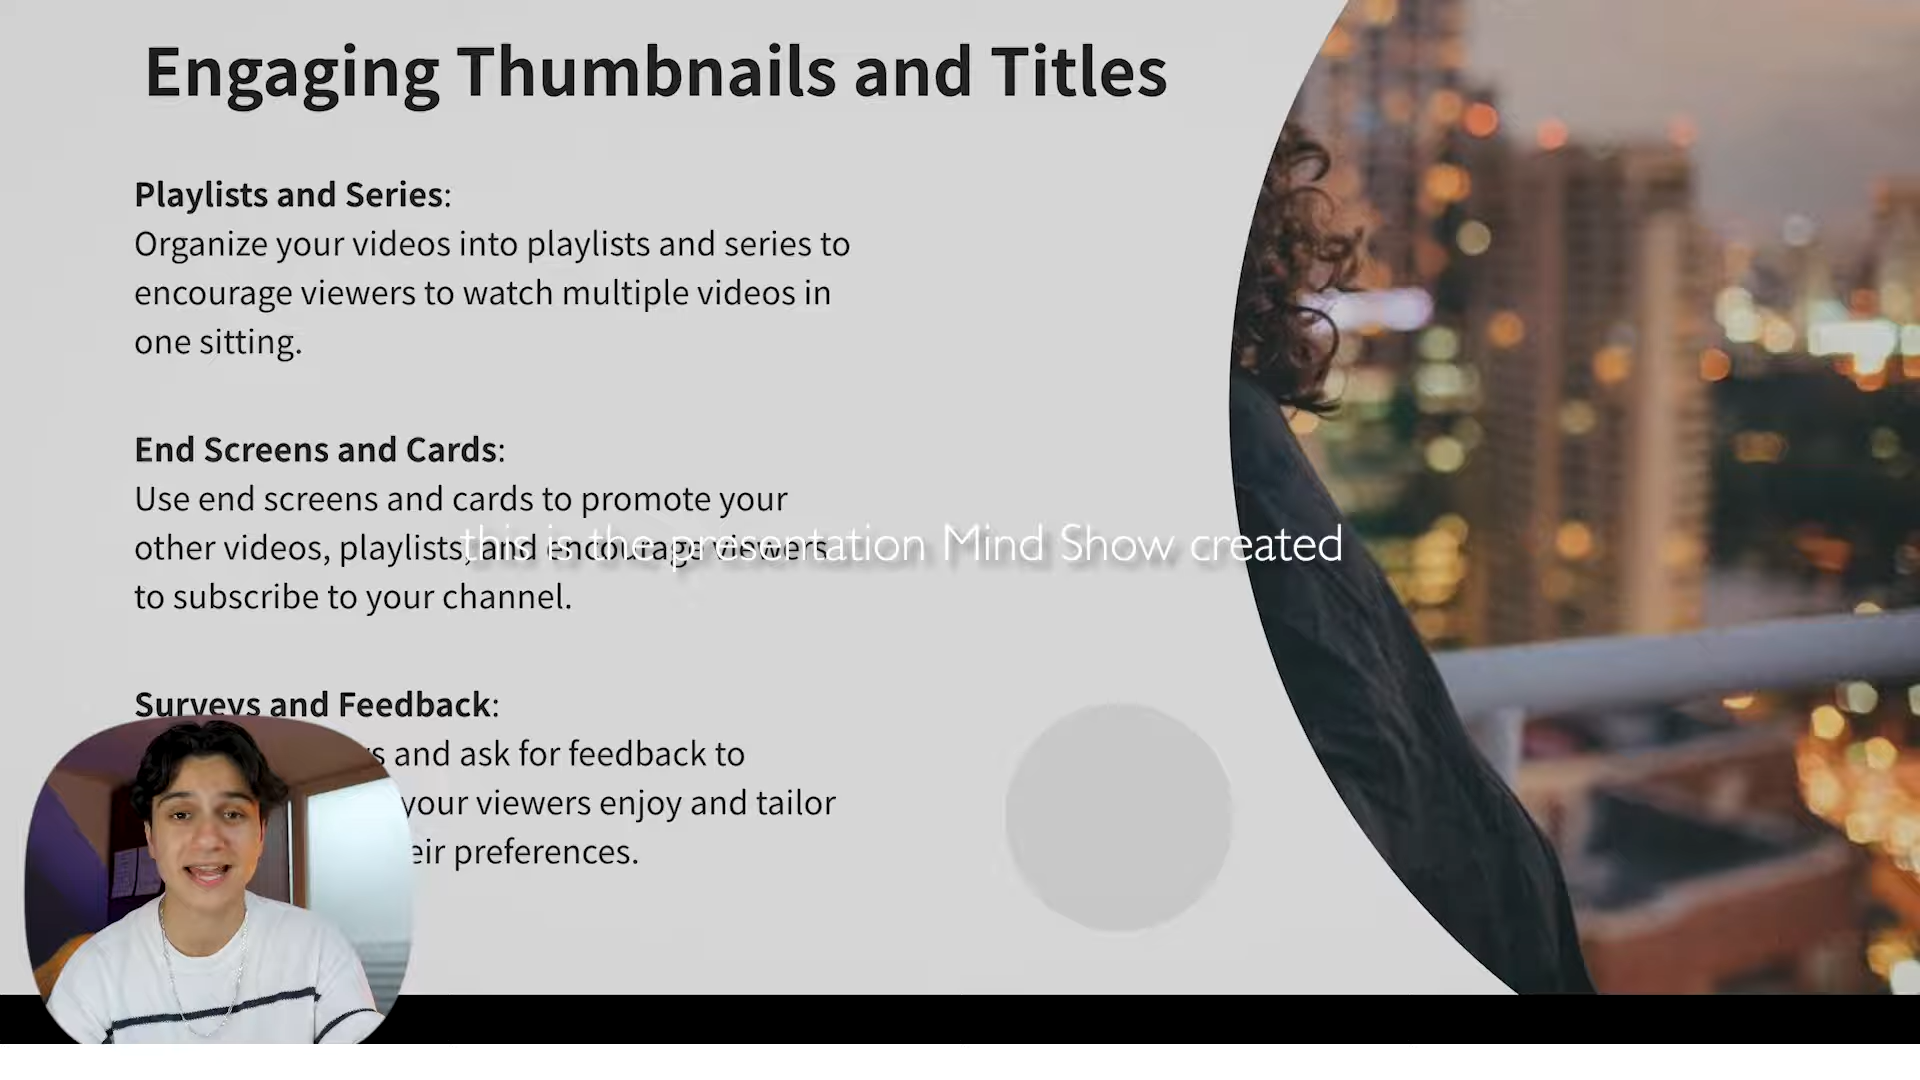 Engaging Thumbnails and Titles
Playlists and Series:
Organize your videos into playlists and series to
encourage viewers to watch multiple videos in
one sitting.
End Screens and Cards:
Use end screens and cards to promote your
other videos, playlists, and encourage viewers
to subscribe to your channel.
this is the presentation Mind Show created
Surveys and Feedback:
and ask for feedback to
your viewers enjoy and tailor
preferences.